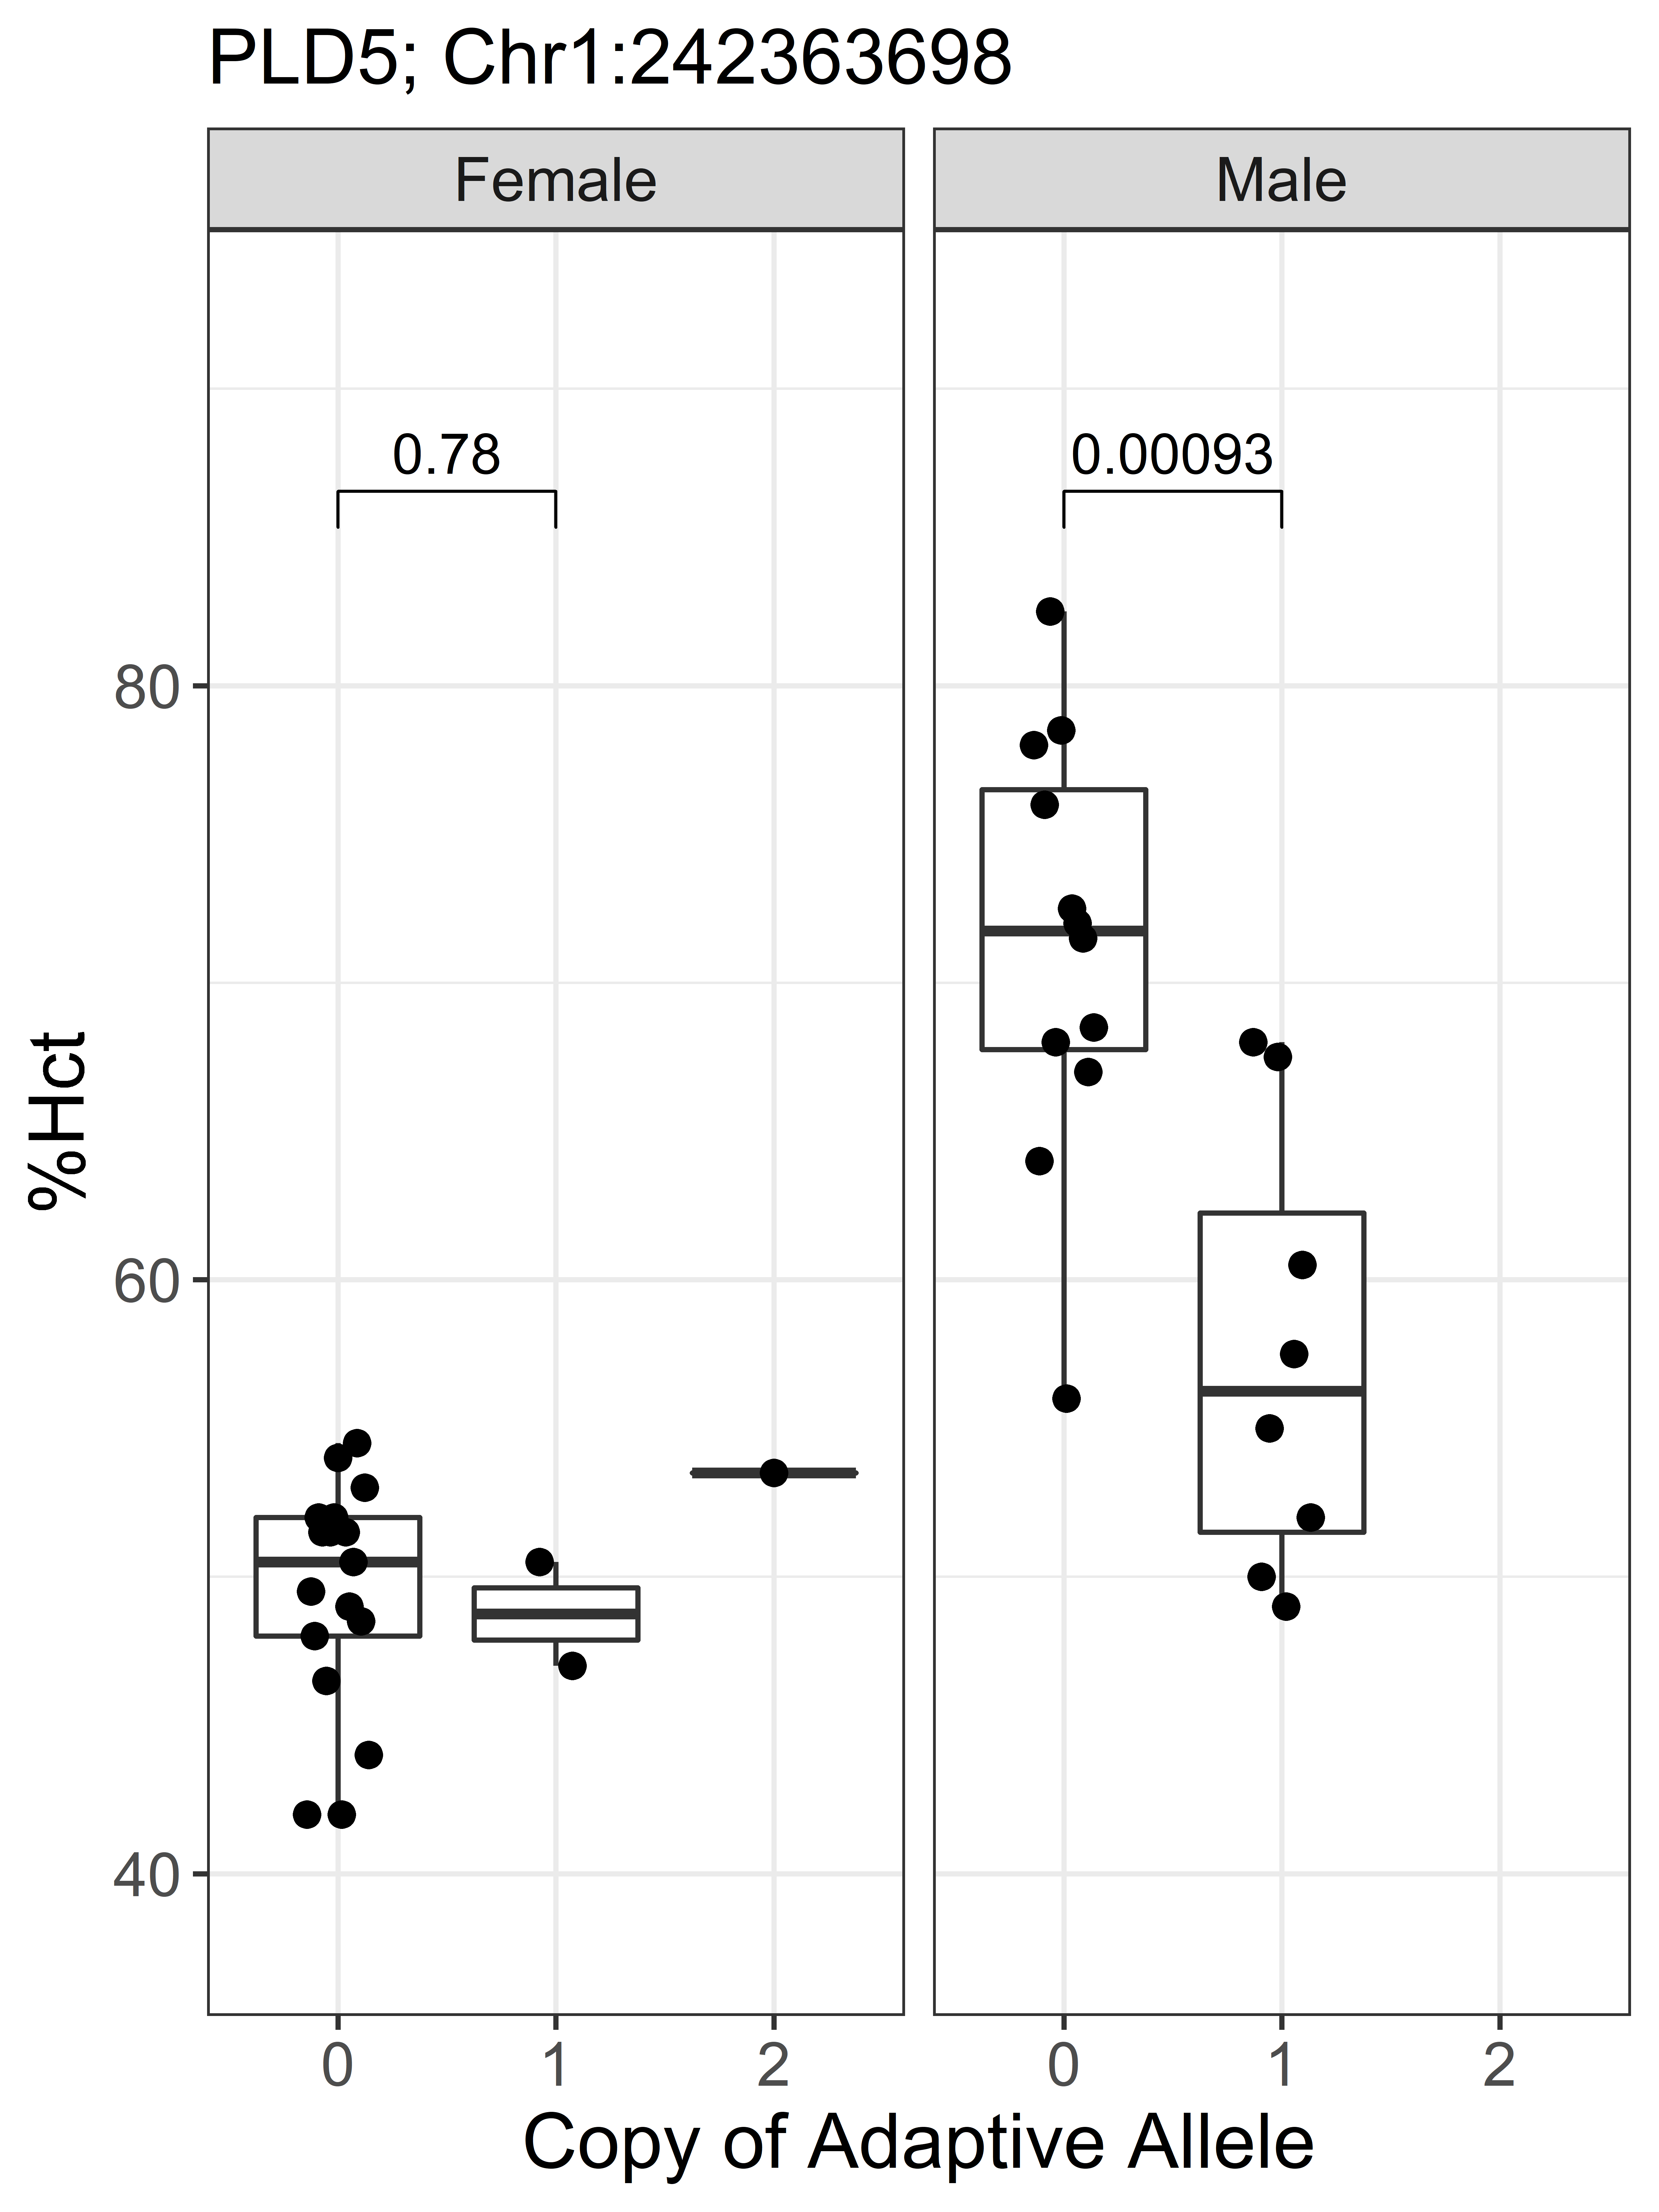 PLD5; Chr1:242363698
Female
Male
0.78
0.00093
80
60
40
%Hct
0 1 2
0 1 2
Copy of Adaptive Allele